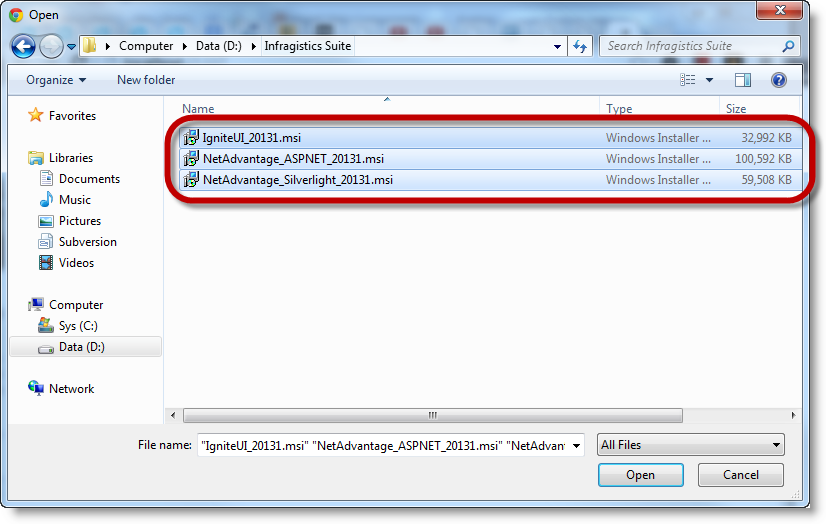 Open
Computer Data (D:) Infragistics Suite
Search Infragistics Suite
Organize New folder
Favorites
Libraries
Documents
Music
Pictures
Subversion
Videos
Computer
Sys (C:)
Data (D:)
Network
Name Type Size
IgniteUI_20131.msi Windows Installer ... 32,992 KB
NetAdvantage_ASPNET_20131.msi Windows Installer ... 100,592 KB
NetAdvantage_Silverlight_20131.msi Windows Installer ... 59,508 KB
File name: "IgniteUI_20131.msi" "NetAdvantage_ASPNET_20131.msi" "NetAdvant
All Files
Open Cancel